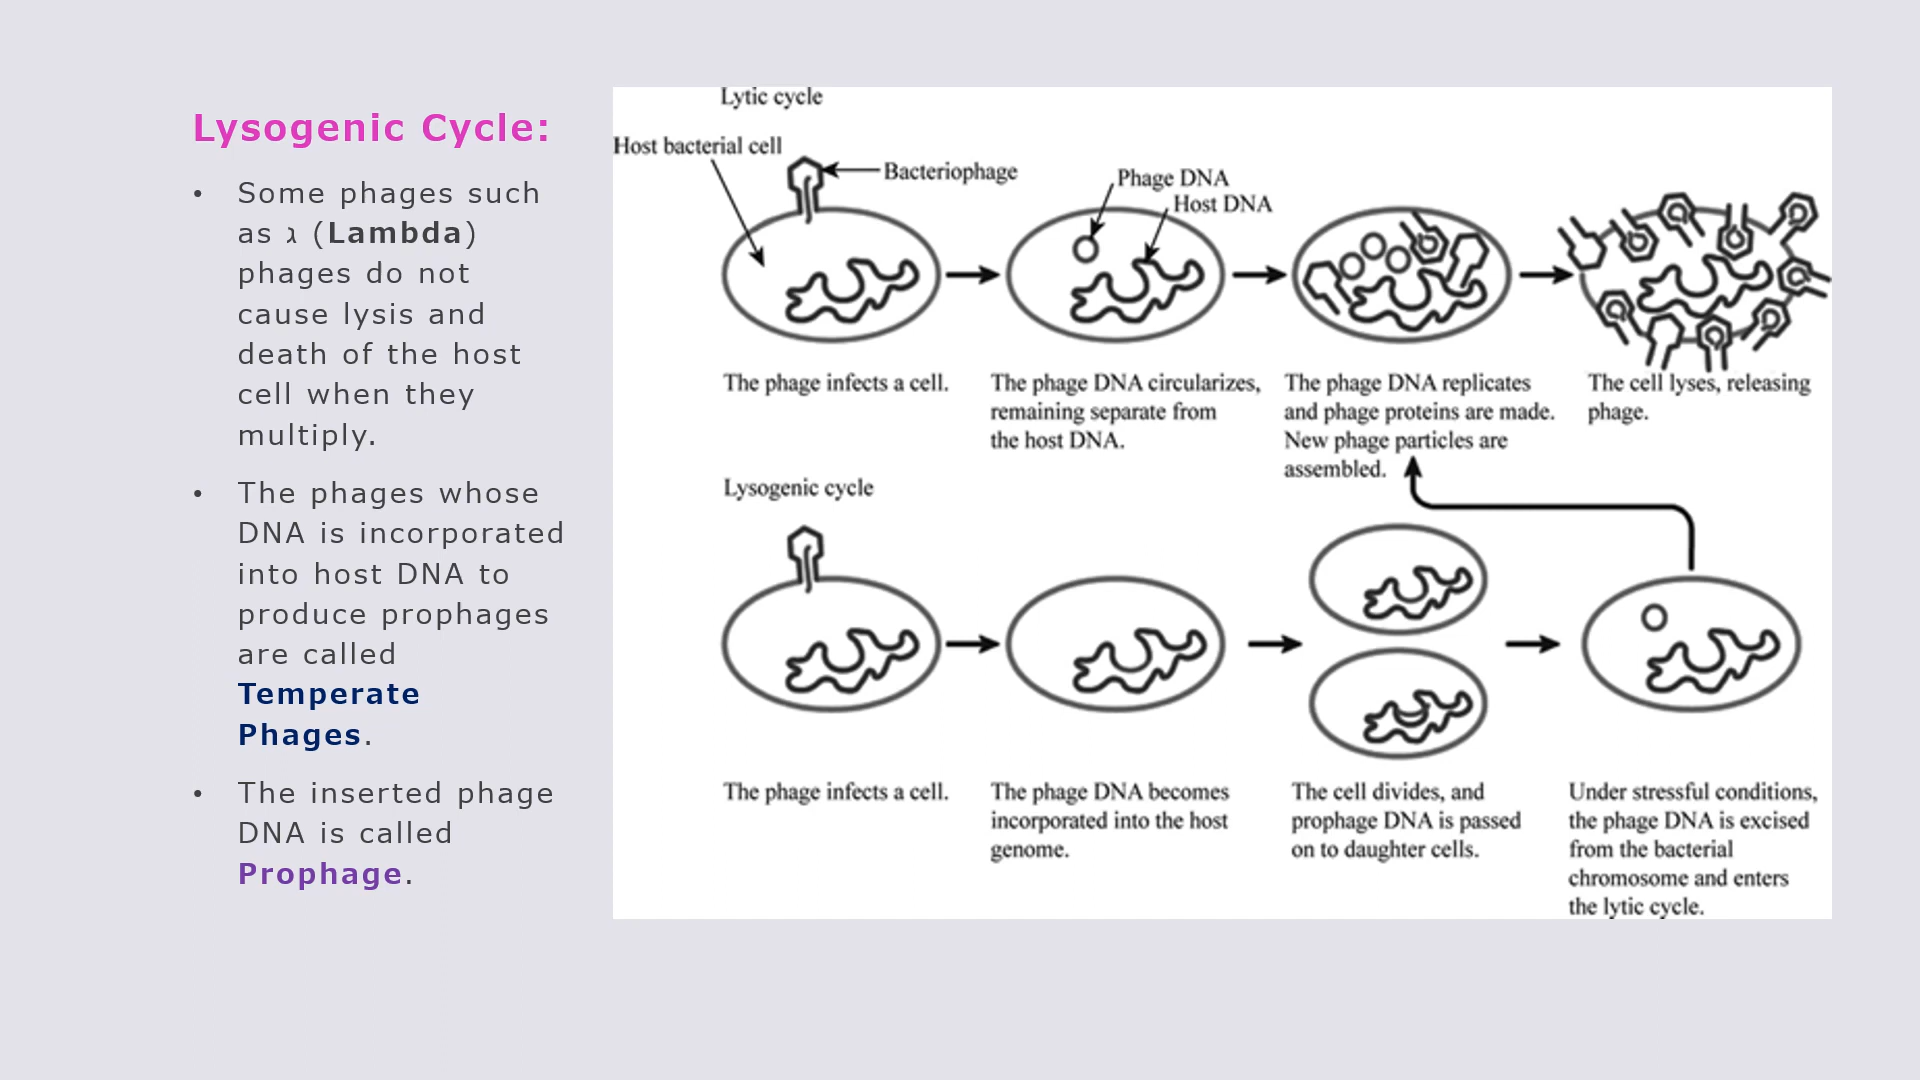 Lysogenic Cycle:
• Some phages such
as ג (Lambda)
phages do not
cause lysis and
death of the host
cell when they
multiply.
• The phages whose
DNA is incorporated
into host DNA to
produce prophages
are called
Temperate
Phages.
• The inserted phage
DNA is called
Prophage.
Lytic cycle
Host bacterial cell
Bacteriophage
Phage DNA
Host DNA
The phage infects a cell.
The phage DNA circularizes,
remaining separate from
the host DNA.
The phage DNA replicates
and phage proteins are made.
New phage particles are
assembled.
The cell lyses, releasing
phage.
Lysogenic cycle
The phage infects a cell.
The phage DNA becomes
incorporated into the host
genome.
The cell divides, and
prophage DNA is passed
on to daughter cells.
Under stressful conditions,
the phage DNA is excised
from the bacterial
chromosome and enters
the lytic cycle.